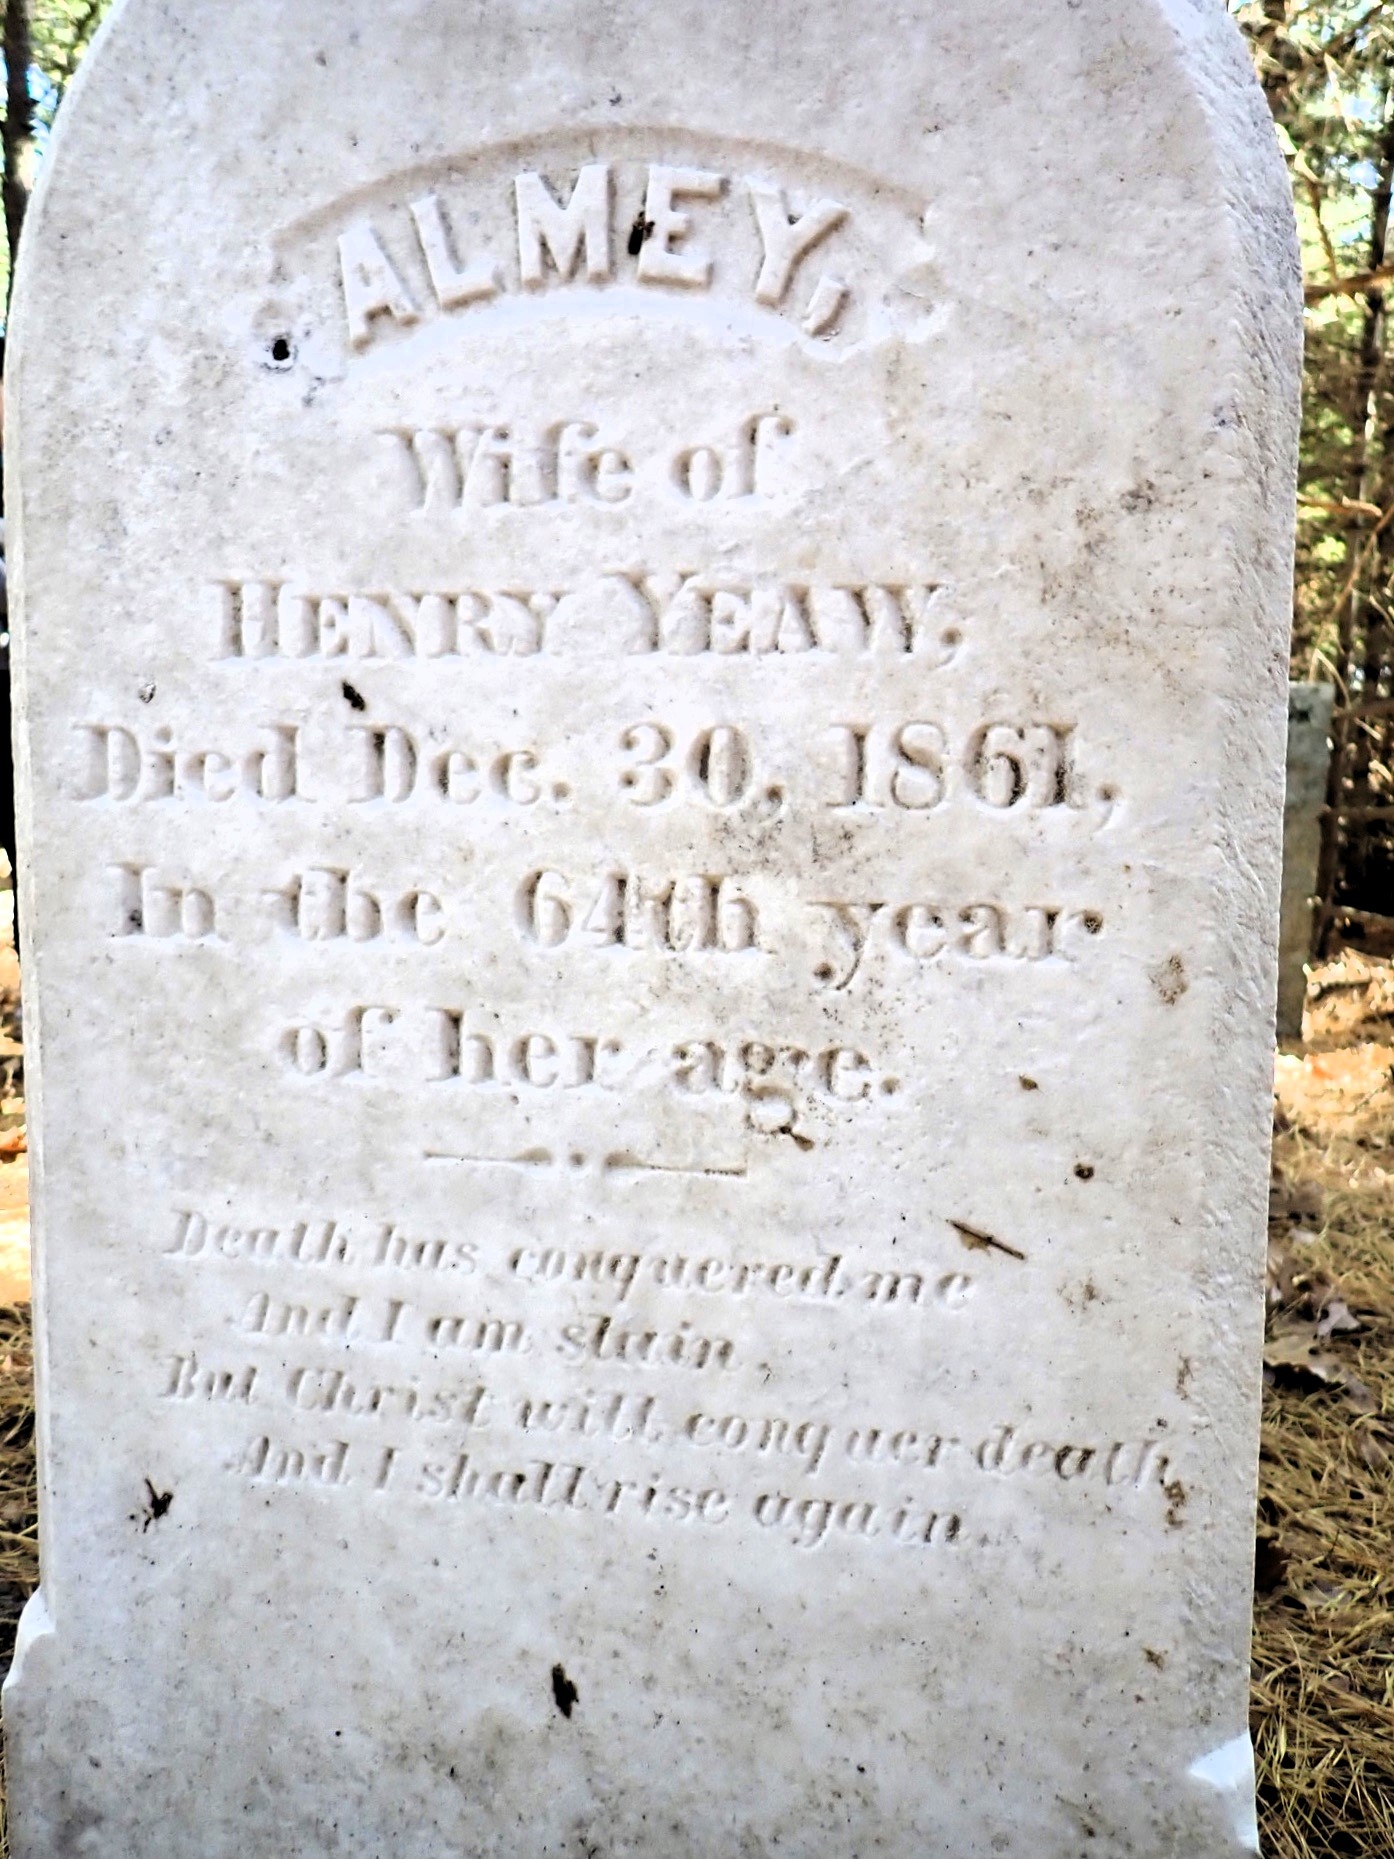 ALMEY,
Wife of
HENRY YEAW,
Died Dec. 30, 1861,
In the 64th year
of her age.
Death has conquered me
And I am slain,
But Christ will conquer death,
And I shall rise again.